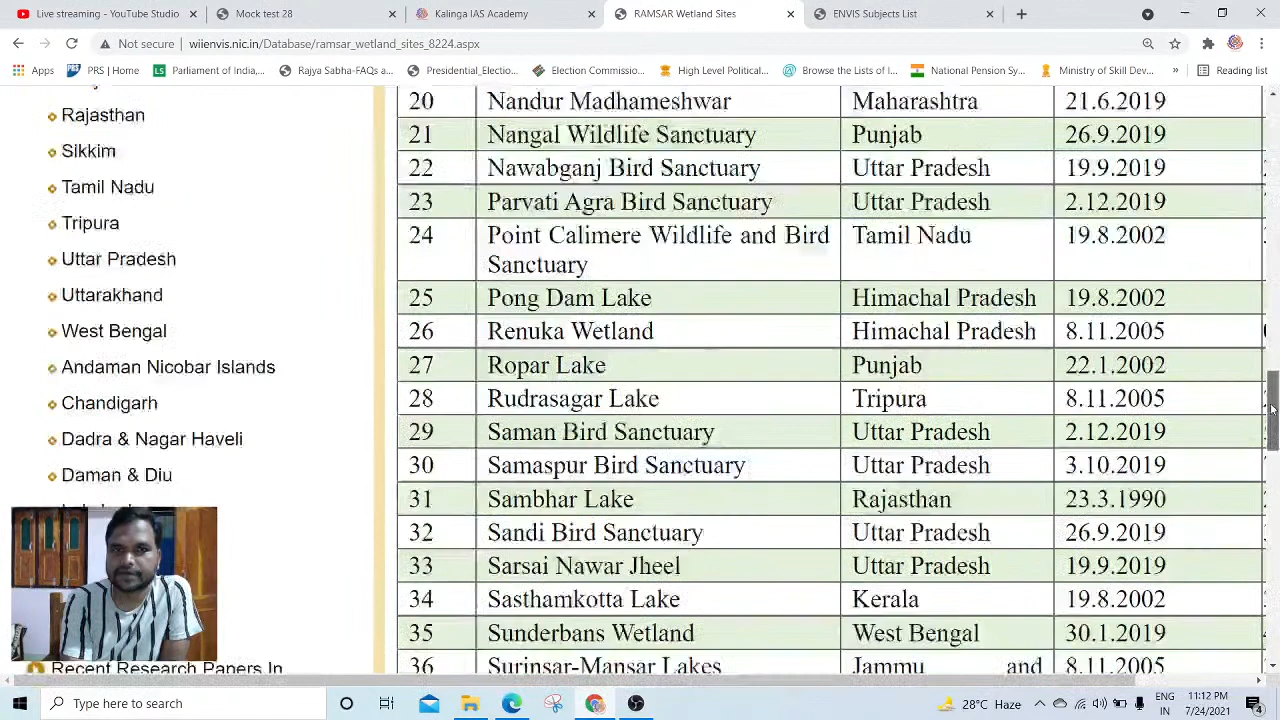 Live streaming - YouTube Studio
Mock test 28
Kalinga IAS Academy
RAMSAR Wetland Sites
ENVIS Subjects List
Not secure | wiienvis.nic.in/Database/ramsar_wetland_sites_8224.aspx
Apps
PRS | Home
Parliament of India,...
Rajya Sabha-FAQs a...
Presidential_Electio...
Election Commissio...
High Level Political...
Browse the Lists of I...
National Pension Sy...
Ministry of Skill Dev...
»
Reading list
Rajasthan
Sikkim
Tamil Nadu
Tripura
Uttar Pradesh
Uttarakhand
West Bengal
Andaman Nicobar Islands
Chandigarh
Dadra & Nagar Haveli
Daman & Diu
Recent Research Papers In
20 Nandur Madhameshwar Maharashtra 21.6.2019
21 Nangal Wildlife Sanctuary Punjab 26.9.2019
22 Nawabganj Bird Sanctuary Uttar Pradesh 19.9.2019
23 Parvati Agra Bird Sanctuary Uttar Pradesh 2.12.2019
24 Point Calimere Wildlife and Bird Tamil Nadu 19.8.2002
Sanctuary
25 Pong Dam Lake Himachal Pradesh 19.8.2002
26 Renuka Wetland Himachal Pradesh 8.11.2005
27 Ropar Lake Punjab 22.1.2002
28 Rudrasagar Lake Tripura 8.11.2005
29 Saman Bird Sanctuary Uttar Pradesh 2.12.2019
30 Samaspur Bird Sanctuary Uttar Pradesh 3.10.2019
31 Sambhar Lake Rajasthan 23.3.1990
32 Sandi Bird Sanctuary Uttar Pradesh 26.9.2019
33 Sarsai Nawar Jheel Uttar Pradesh 19.9.2019
34 Sasthamkotta Lake Kerala 19.8.2002
35 Sunderbans Wetland West Bengal 30.1.2019
36 Surinsar-Mansar Lakes Jammu and 8.11.2005
Type here to search
28°C Haze
ENG
IN
11:12 PM
7/24/2021
4